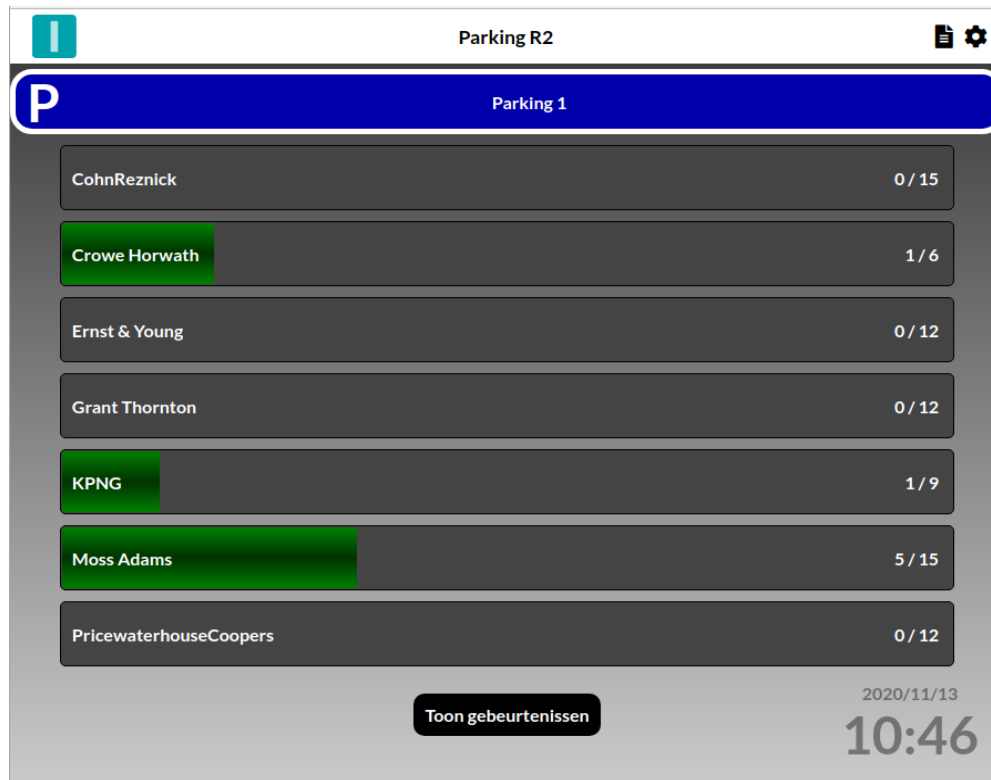 Parking R2
P Parking 1
CohnReznick 0 / 15
Crowe Horwath 1 / 6
Ernst & Young 0 / 12
Grant Thornton 0 / 12
KPNG 1 / 9
Moss Adams 5 / 15
PricewaterhouseCoopers 0 / 12
Toon gebeurtenissen
2020/11/13
10:46